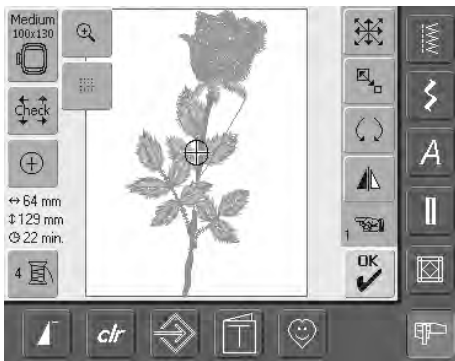 Medium
100x130
Check
↔64 mm
↕129 mm
22 min.
4
1
OK
A
clr
T